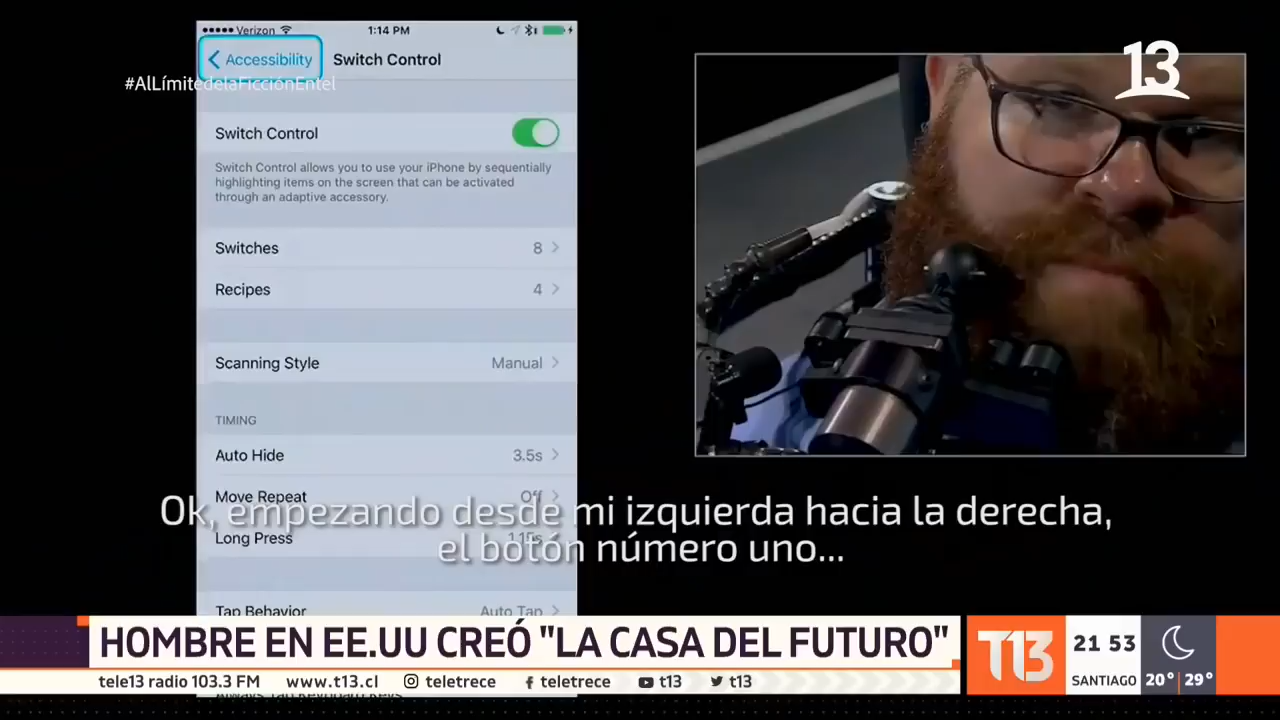 Verizon
1:14 PM
Accessibility
Switch Control
#AlLímitedelaFicciónEntel
13
Switch Control
Switch Control allows you to use your iPhone by sequentially
highlighting items on the screen that can be activated
through an adaptive accessory.
Switches 8
Recipes 4
Scanning Style Manual
TIMING
Auto Hide 3.5s
Move Repeat Off
Long Press
Ok, empezando desde mi izquierda hacia la derecha,
el botón número uno...
Tap Behavior Auto Tap
HOMBRE EN EE.UU CREÓ "LA CASA DEL FUTURO"
T13
21 53
SANTIAGO 20° 29°
tele13 radio 103.3 FM www.t13.cl teletrece teletrece t13 t13